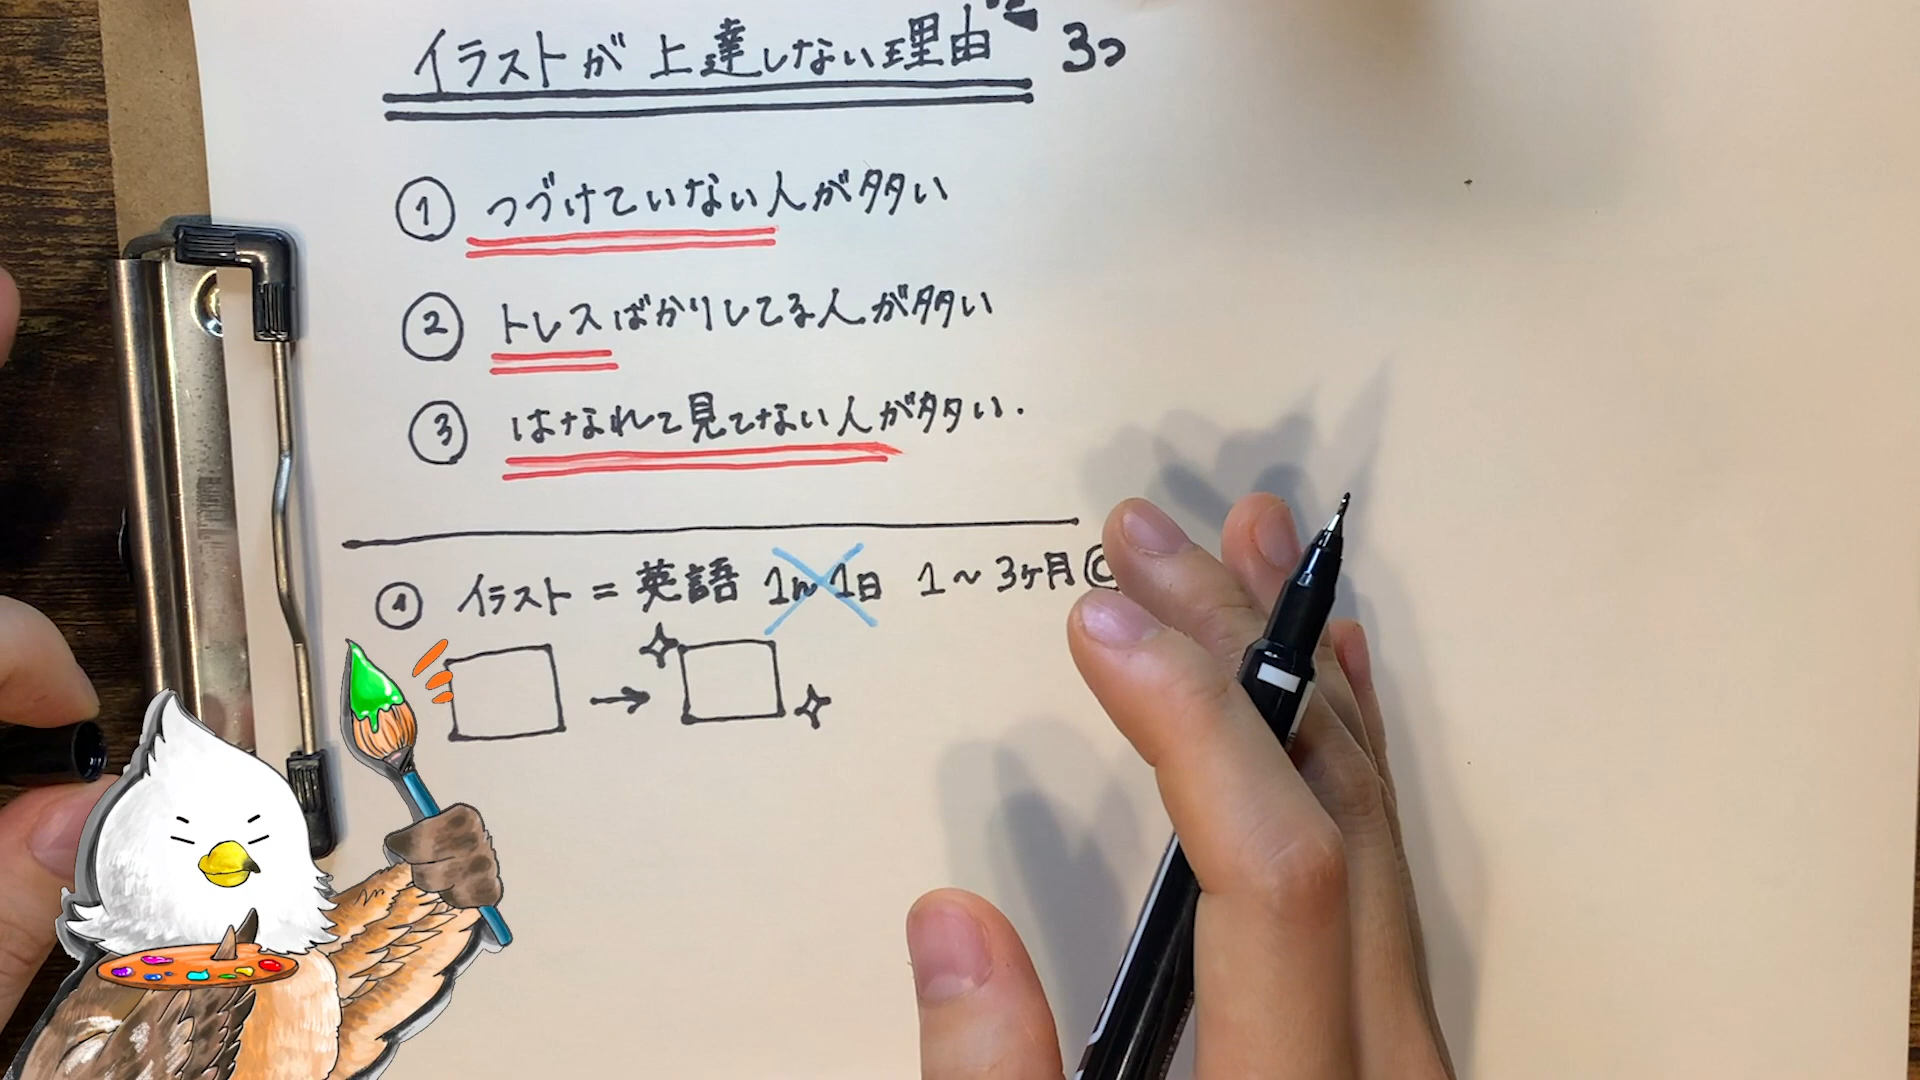 イラストが上達しない理由 3つ
① つづけていない人が多い
② トレスばかりしてる人が多い
③ はなれて見てない人が多い.
① イラスト = 英語 1h 1日 1~3ヶ月
→